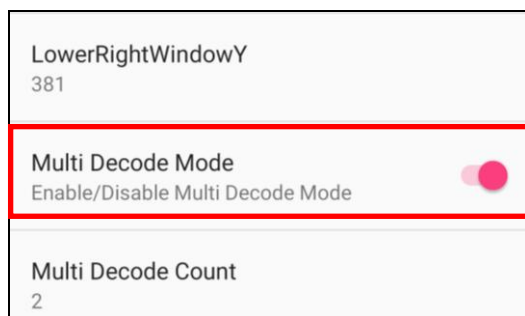 LowerRightWindowY
381
Multi Decode Mode
Enable/Disable Multi Decode Mode
Multi Decode Count
2